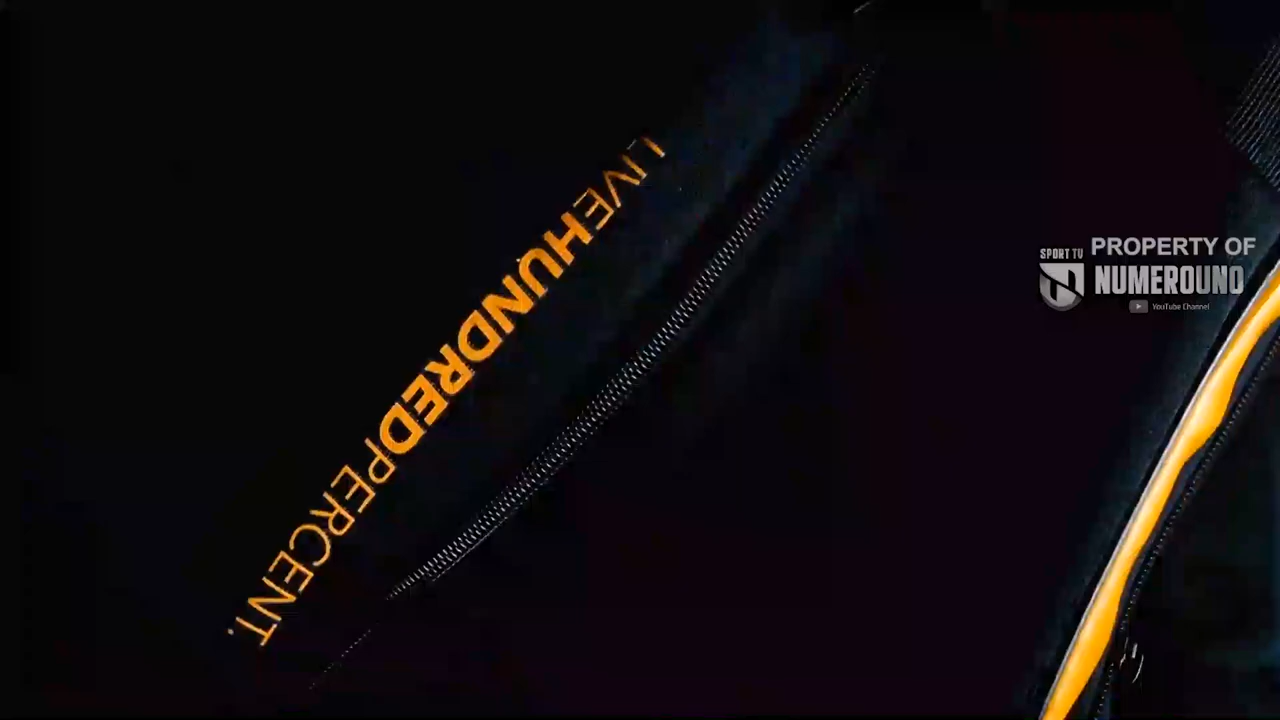 LIVEHUNDREDPERCENT.
SPORT TV
PROPERTY OF
NUMEROUNO
YouTube Channel